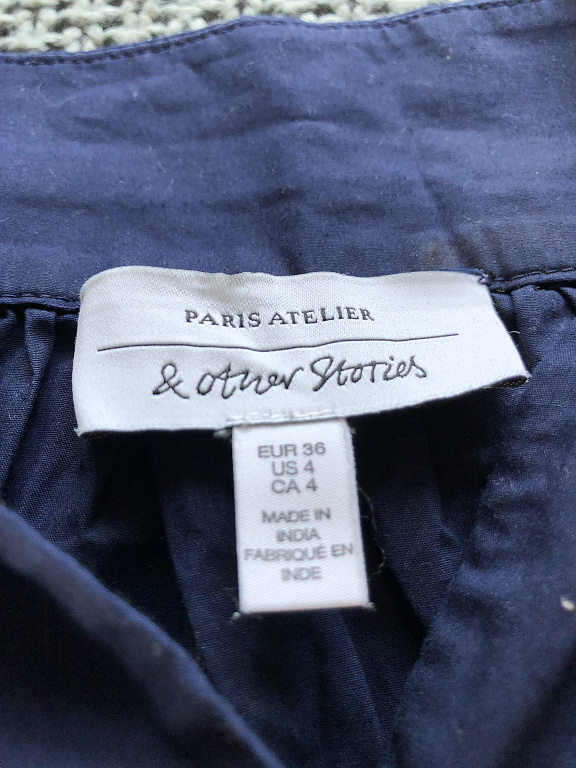 PARIS ATELIER
& other Stories
EUR 36
US 4
CA 4
MADE IN
INDIA
FABRIQUÉ EN
INDE